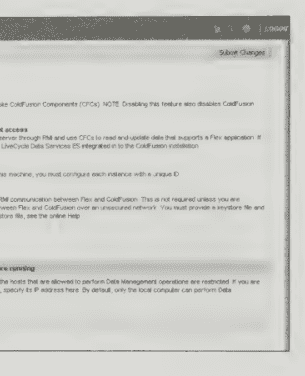 Logout
Submit Changes
ColdFusion Components (CFCs). NOTE: Disabling this feature also disables ColdFusion
access
server through RMI and use CFCs to read and update data that supports a Flex application. If
LiveCycle Data Services ES integrated in to the ColdFusion installation
machine, you must configure each instance with a unique ID
RMI communication between Flex and ColdFusion. This is not required unless you are
between Flex and ColdFusion over an unsecured network. You must provide a keystore file and
store file, see the online Help
are running
the hosts that are allowed to perform Data Management operations are restricted. If you are
, specify its IP address here. By default, only the local computer can perform Data